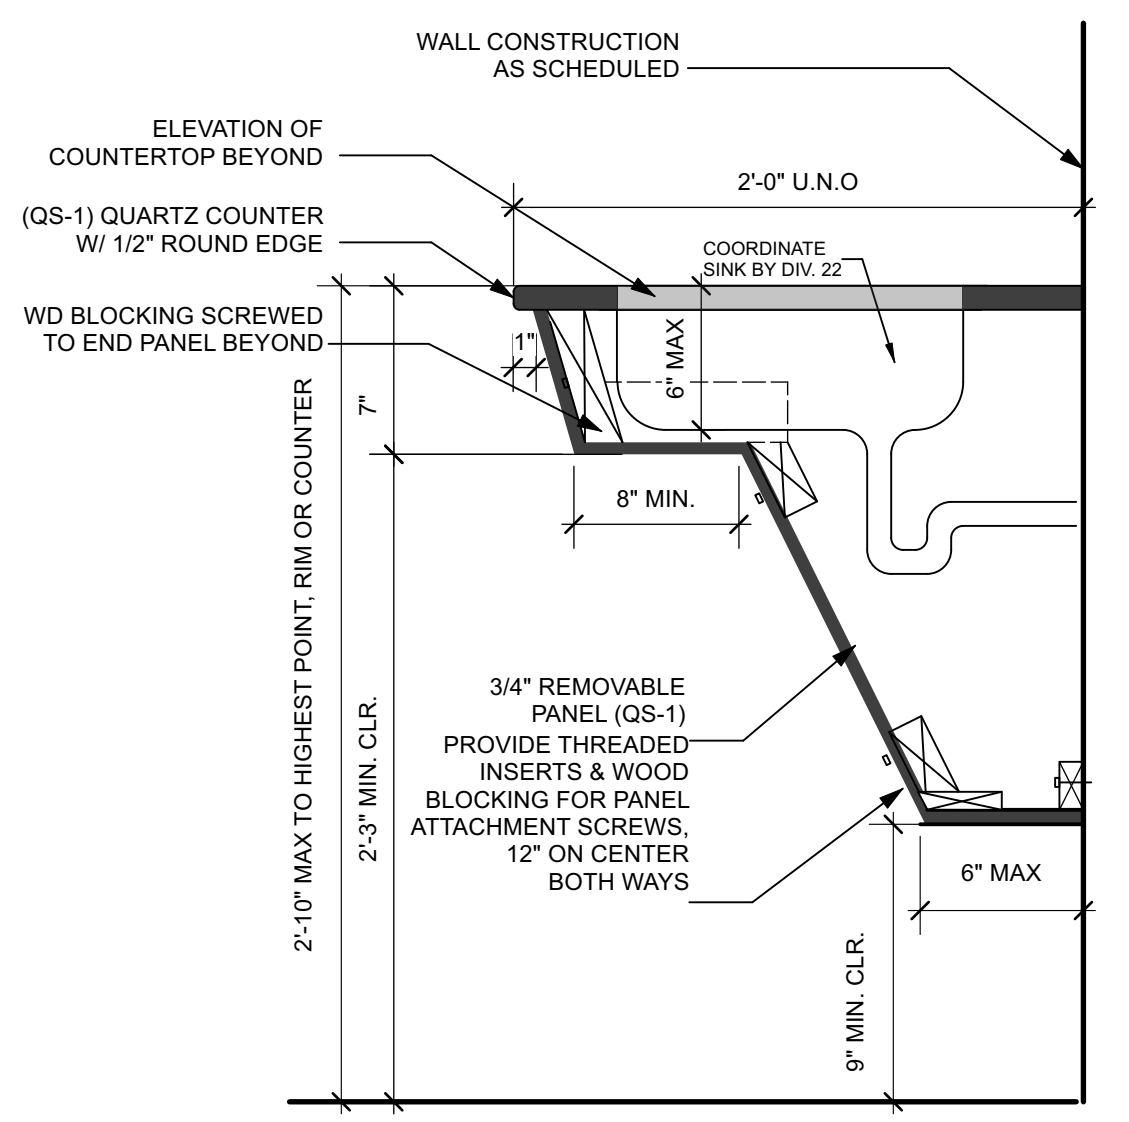 WALL CONSTRUCTION
AS SCHEDULED
ELEVATION OF
COUNTERTOP BEYOND
2'-0" U.N.O
(QS-1) QUARTZ COUNTER
W/ 1/2" ROUND EDGE
COORDINATE
SINK BY DIV. 22
WD BLOCKING SCREWED
TO END PANEL BEYOND
1"
6" MAX
7"
8" MIN.
2'-10" MAX TO HIGHEST POINT, RIM OR COUNTER
2'-3" MIN. CLR.
3/4" REMOVABLE
PANEL (QS-1)
PROVIDE THREADED
INSERTS & WOOD
BLOCKING FOR PANEL
ATTACHMENT SCREWS,
12" ON CENTER
BOTH WAYS
6" MAX
9" MIN. CLR.